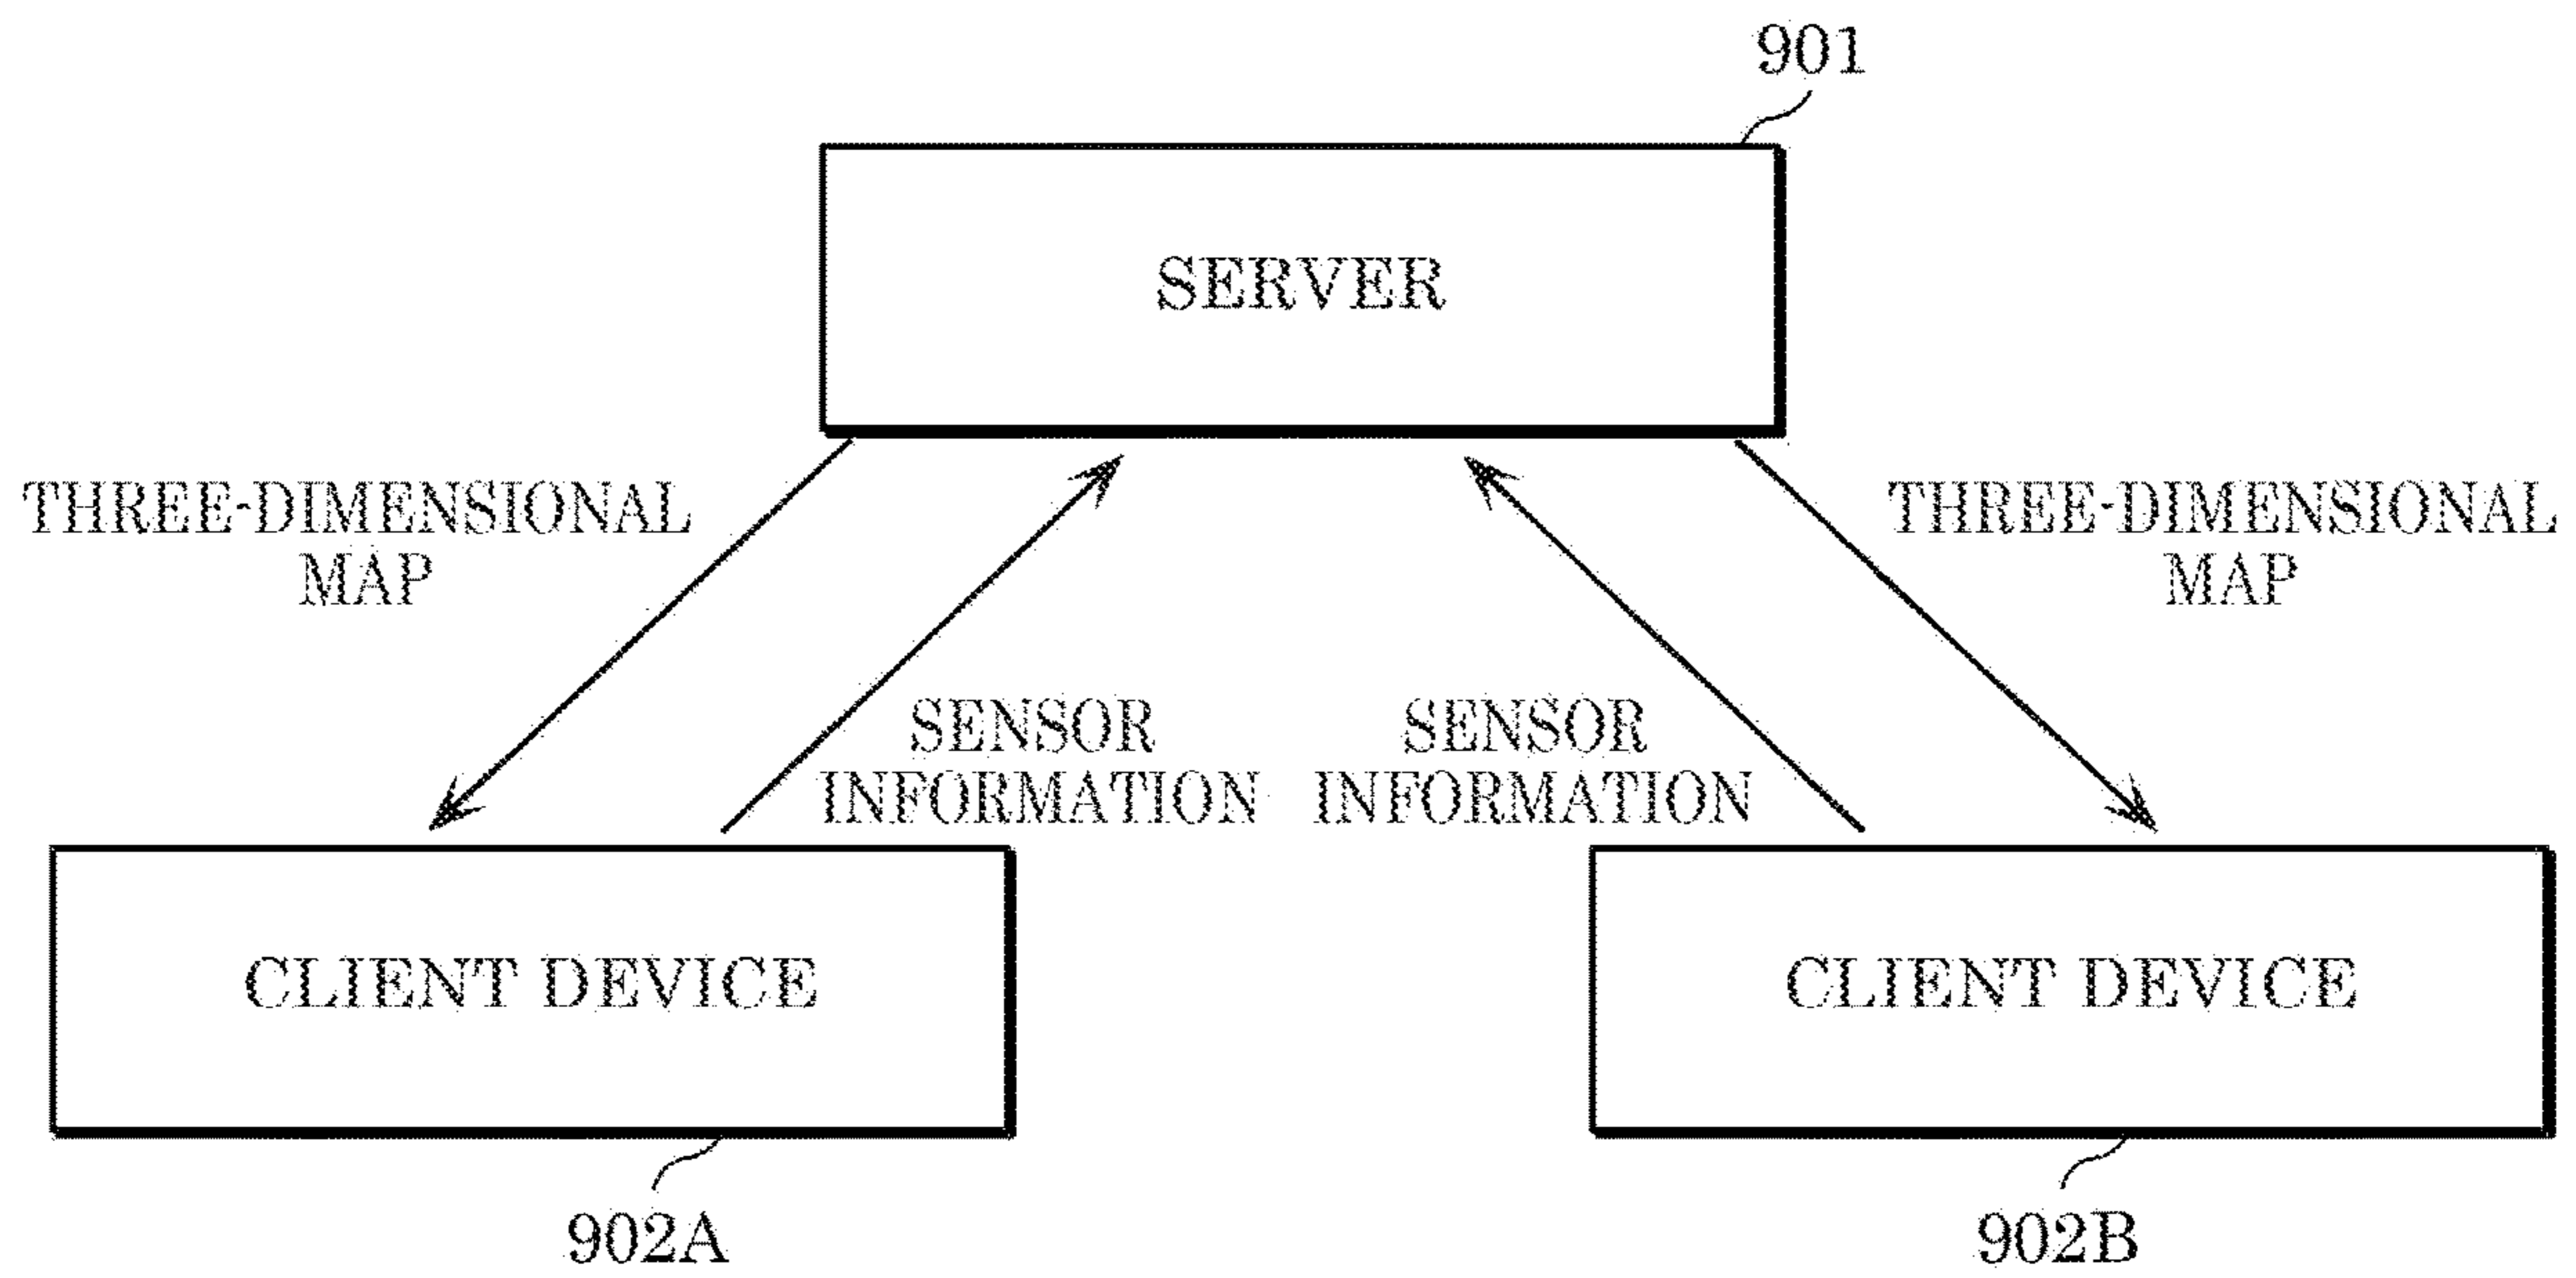 901
SERVER
THREE-DIMENSIONAL
MAP
THREE-DIMENSIONAL
MAP
SENSOR
INFORMATION
SENSOR
INFORMATION
CLIENT DEVICE
CLIENT DEVICE
902A
902B